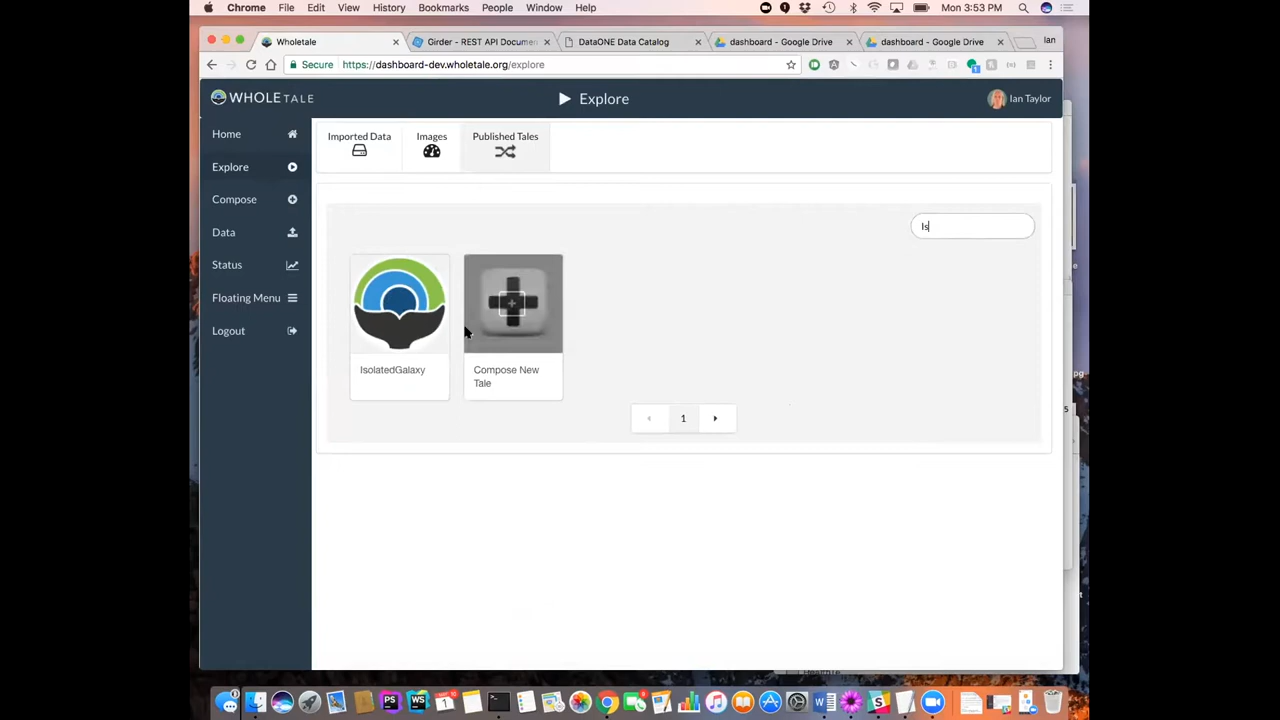 Chrome File Edit View History Bookmarks People Window Help Mon 3:53 PM
Wholetale Girder - REST API Documen DataONE Data Catalog dashboard - Google Drive dashboard - Google Drive Ian
Secure https://dashboard-dev.wholetale.org/explore
WHOLE TALE Explore Ian Taylor
Home
Explore
Compose
Data
Status
Floating Menu
Logout
Imported Data Images Published Tales
Is
IsolatedGalaxy
Compose New
Tale
1